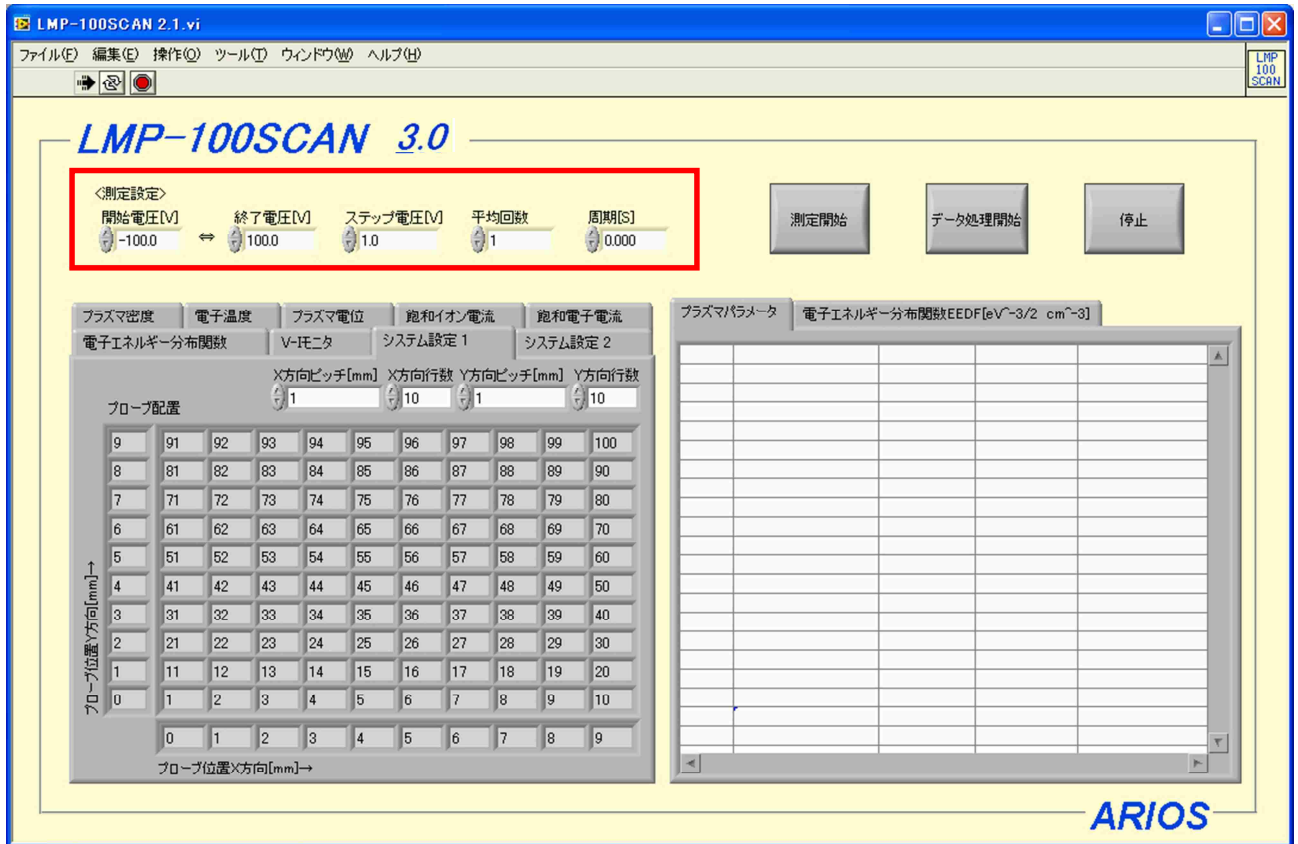 LMP-100SCAN 2.1.vi
ファイル(F) 編集(E) 操作(O) ツール(T) ウィンドウ(W) ヘルプ(H)
LMP
100
SCAN
LMP-100SCAN 3.0
<測定設定>
開始電圧[V] 終了電圧[V] ステップ電圧[V] 平均回数 周期[S]
-100.0 ⇔ 100.0 1.0 1 0.000
測定開始 データ処理開始 停止
プラズマ密度 電子温度 プラズマ電位 飽和イオン電流 飽和電子電流
電子エネルギー分布関数 V-Iモニタ システム設定 1 システム設定 2
X方向ピッチ[mm] X方向行数 Y方向ピッチ[mm] Y方向行数
1 10 1 10
プローブ配置
9 91 92 93 94 95 96 97 98 99 100
8 81 82 83 84 85 86 87 88 89 90
7 71 72 73 74 75 76 77 78 79 80
6 61 62 63 64 65 66 67 68 69 70
5 51 52 53 54 55 56 57 58 59 60
4 41 42 43 44 45 46 47 48 49 50
3 31 32 33 34 35 36 37 38 39 40
2 21 22 23 24 25 26 27 28 29 30
1 11 12 13 14 15 16 17 18 19 20
0 1 2 3 4 5 6 7 8 9 10
0 1 2 3 4 5 6 7 8 9
プローブ位置Y方向[mm]→
プローブ位置X方向[mm]→
プラズマパラメータ 電子エネルギー分布関数EEDF[eV^-3/2 cm^-3]
ARIOS